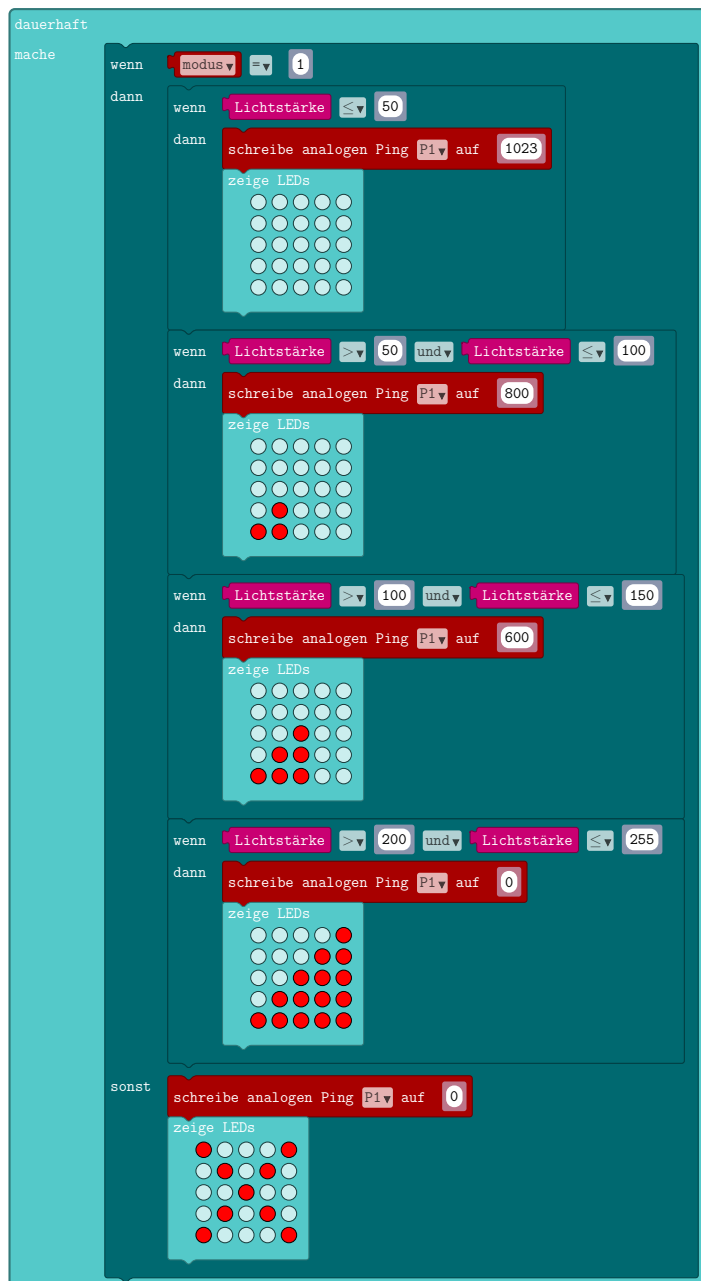 dauerhaft
mache
wenn modus = 1
dann
wenn Lichtstärke ≤ 50
dann
schreibe analogen Ping P1 auf 1023
zeige LEDs
wenn Lichtstärke > 50 und Lichtstärke ≤ 100
dann
schreibe analogen Ping P1 auf 800
zeige LEDs
wenn Lichtstärke > 100 und Lichtstärke ≤ 150
dann
schreibe analogen Ping P1 auf 600
zeige LEDs
wenn Lichtstärke > 200 und Lichtstärke ≤ 255
dann
schreibe analogen Ping P1 auf 0
zeige LEDs
sonst
schreibe analogen Ping P1 auf 0
zeige LEDs